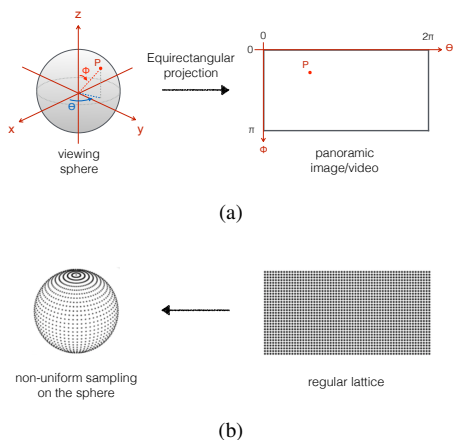 z
P
Φ
Θ
x
y
viewing
sphere
Equirectangular
projection
0
2π
0
Θ
P
π
Φ
panoramic
image/video
(a)
non-uniform sampling
on the sphere
regular lattice
(b)